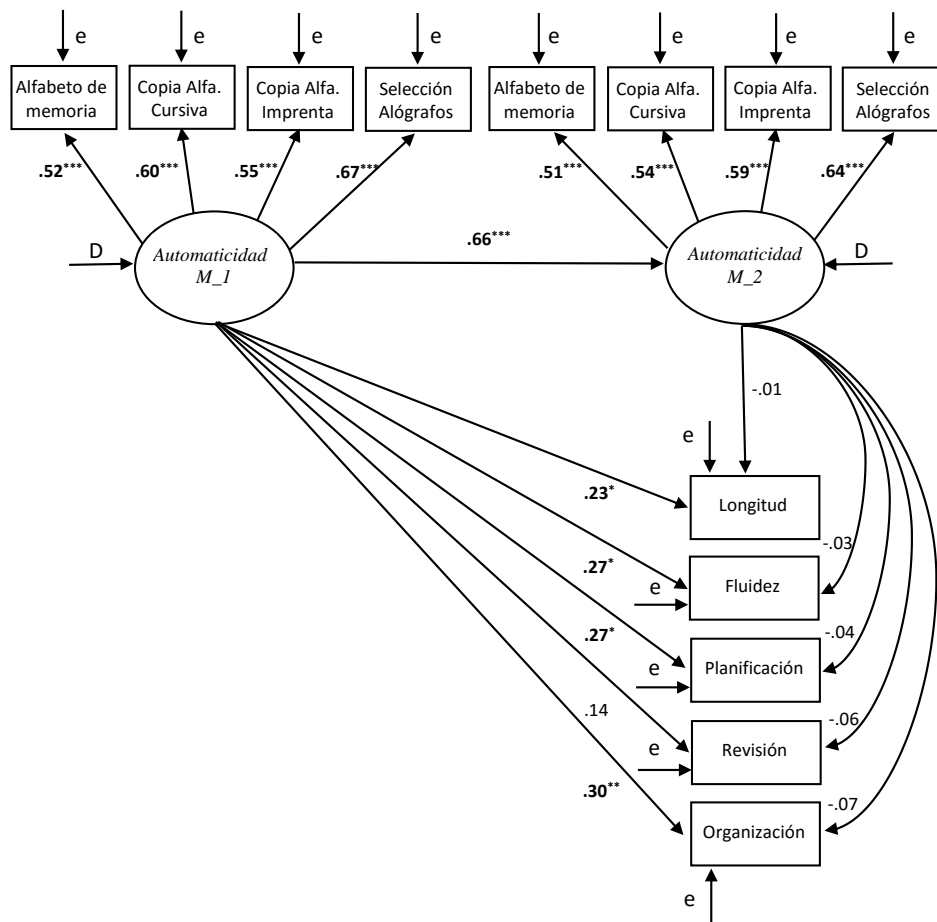 e
e
e
e
e
e
e
e
Alfabeto de
memoria
Copia Alfa.
Cursiva
Copia Alfa.
Imprenta
Selección
Alógrafos
Alfabeto de
memoria
Copia Alfa.
Cursiva
Copia Alfa.
Imprenta
Selección
Alógrafos
.52***
.60***
.55***
.67***
.51***
.54***
.59***
.64***
D
Automaticidad
M_1
.66***
Automaticidad
M_2
D
-.01
e
.23*
Longitud
-.03
.27*
e
Fluidez
-.04
.27*
e
Planificación
.14
-.06
e
Revisión
.30**
-.07
Organización
e